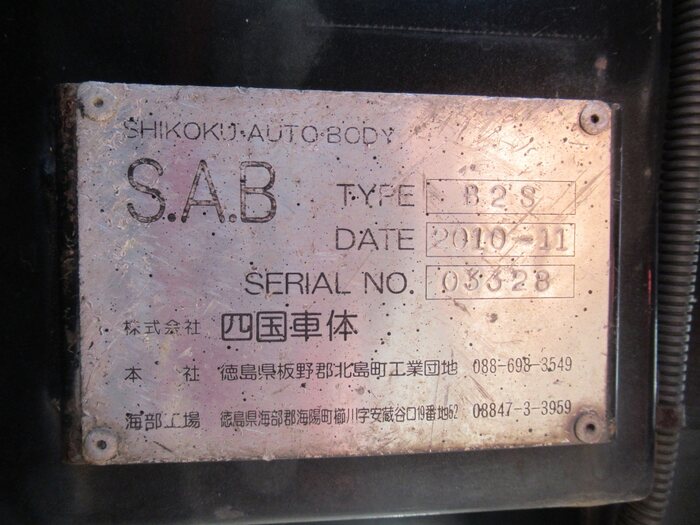 SHIKOKU・AUTO・BODY
S.A.B
TYPE B2S
DATE 2010-11
SERIAL NO. 03328
株式会社 四国車体
本社 徳島県板野郡北島町工業団地 088-698-3549
海部工場 徳島県海部郡海陽町櫛川字安蔵谷口19番地52 08847-3-3959